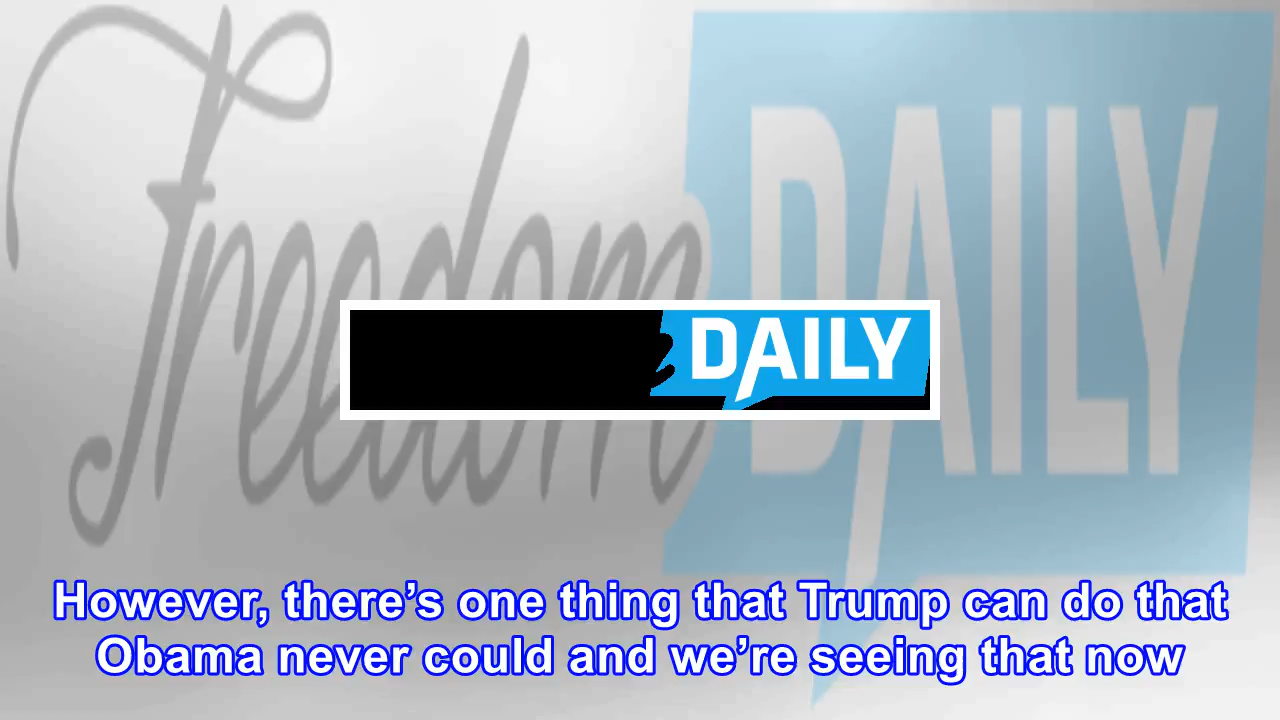 Freedom DAILY
DAILY
However, there’s one thing that Trump can do that
Obama never could and we’re seeing that now